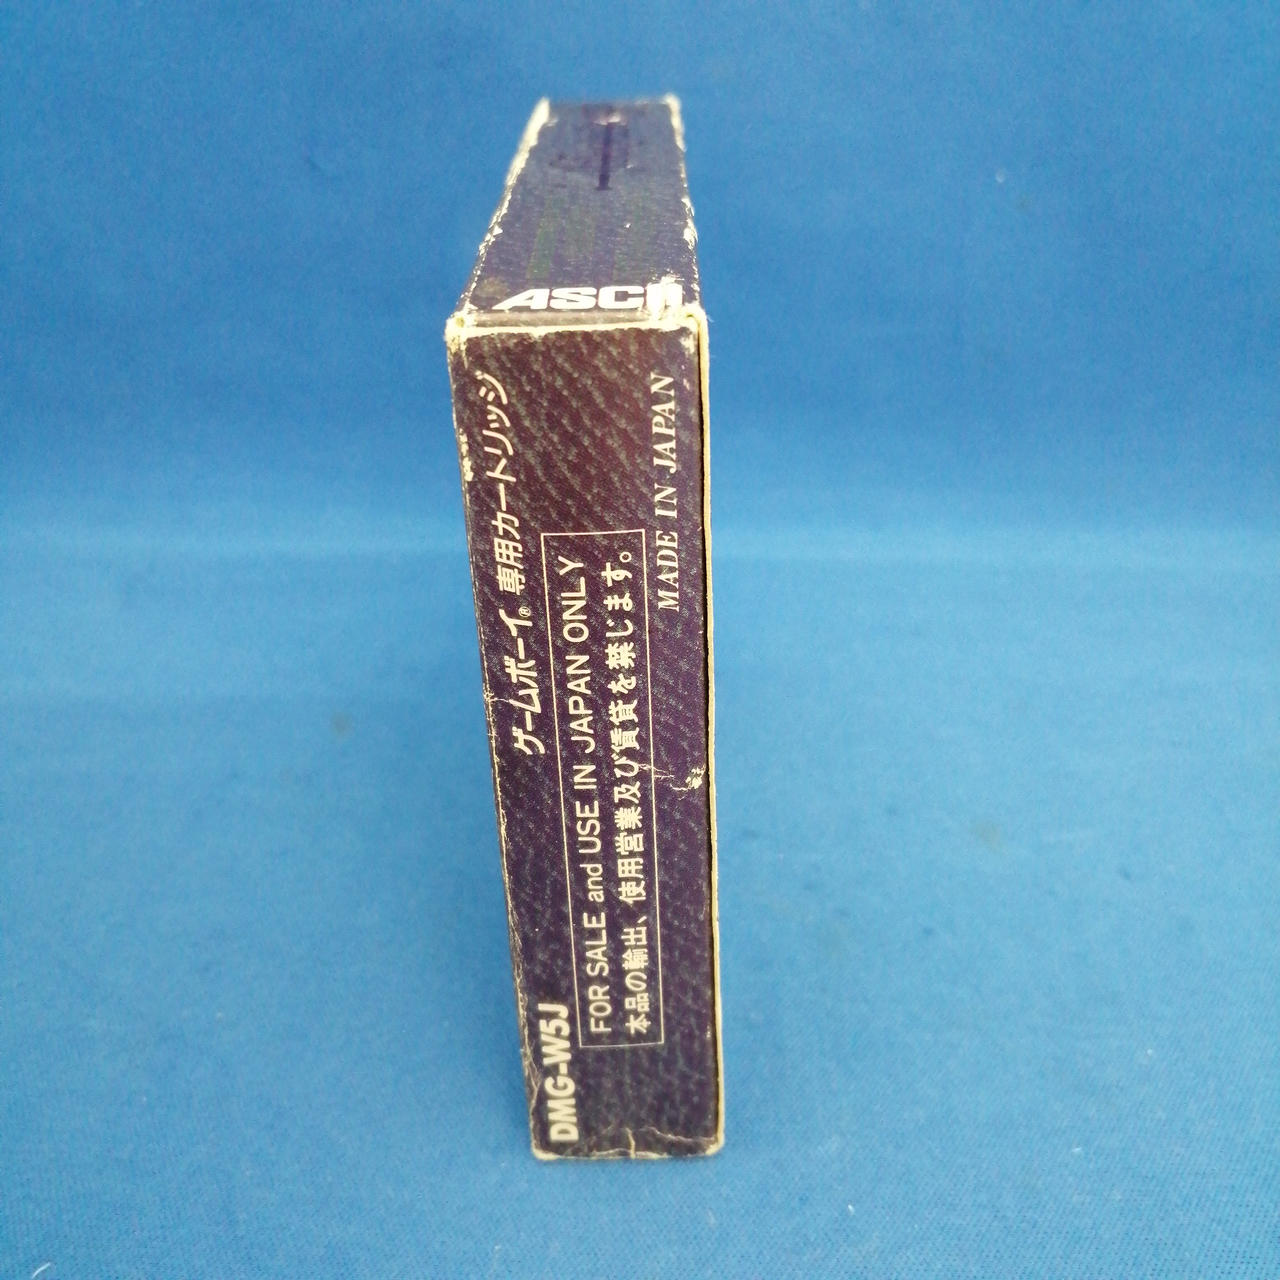 ASCII
ゲームボーイ® 専用カートリッジ
DMG-W5J
FOR SALE and USE IN JAPAN ONLY
本品の輸出、使用営業及び賃貸を禁じます。
MADE IN JAPAN